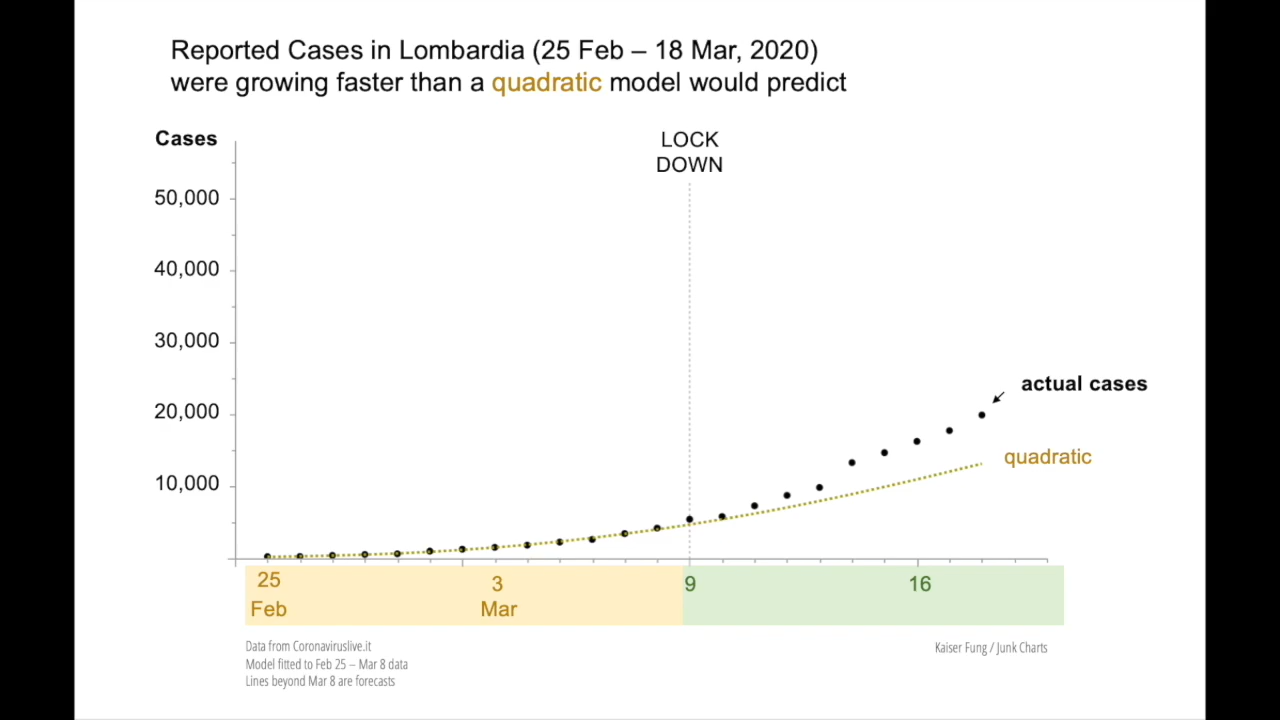 Reported Cases in Lombardia (25 Feb – 18 Mar, 2020)
were growing faster than a quadratic model would predict
Cases
LOCK
DOWN
50,000
40,000
30,000
20,000
10,000
actual cases
quadratic
25
Feb
3
Mar
9
16
Data from Coronaviruslive.it
Model fitted to Feb 25 – Mar 8 data
Lines beyond Mar 8 are forecasts
Kaiser Fung / Junk Charts